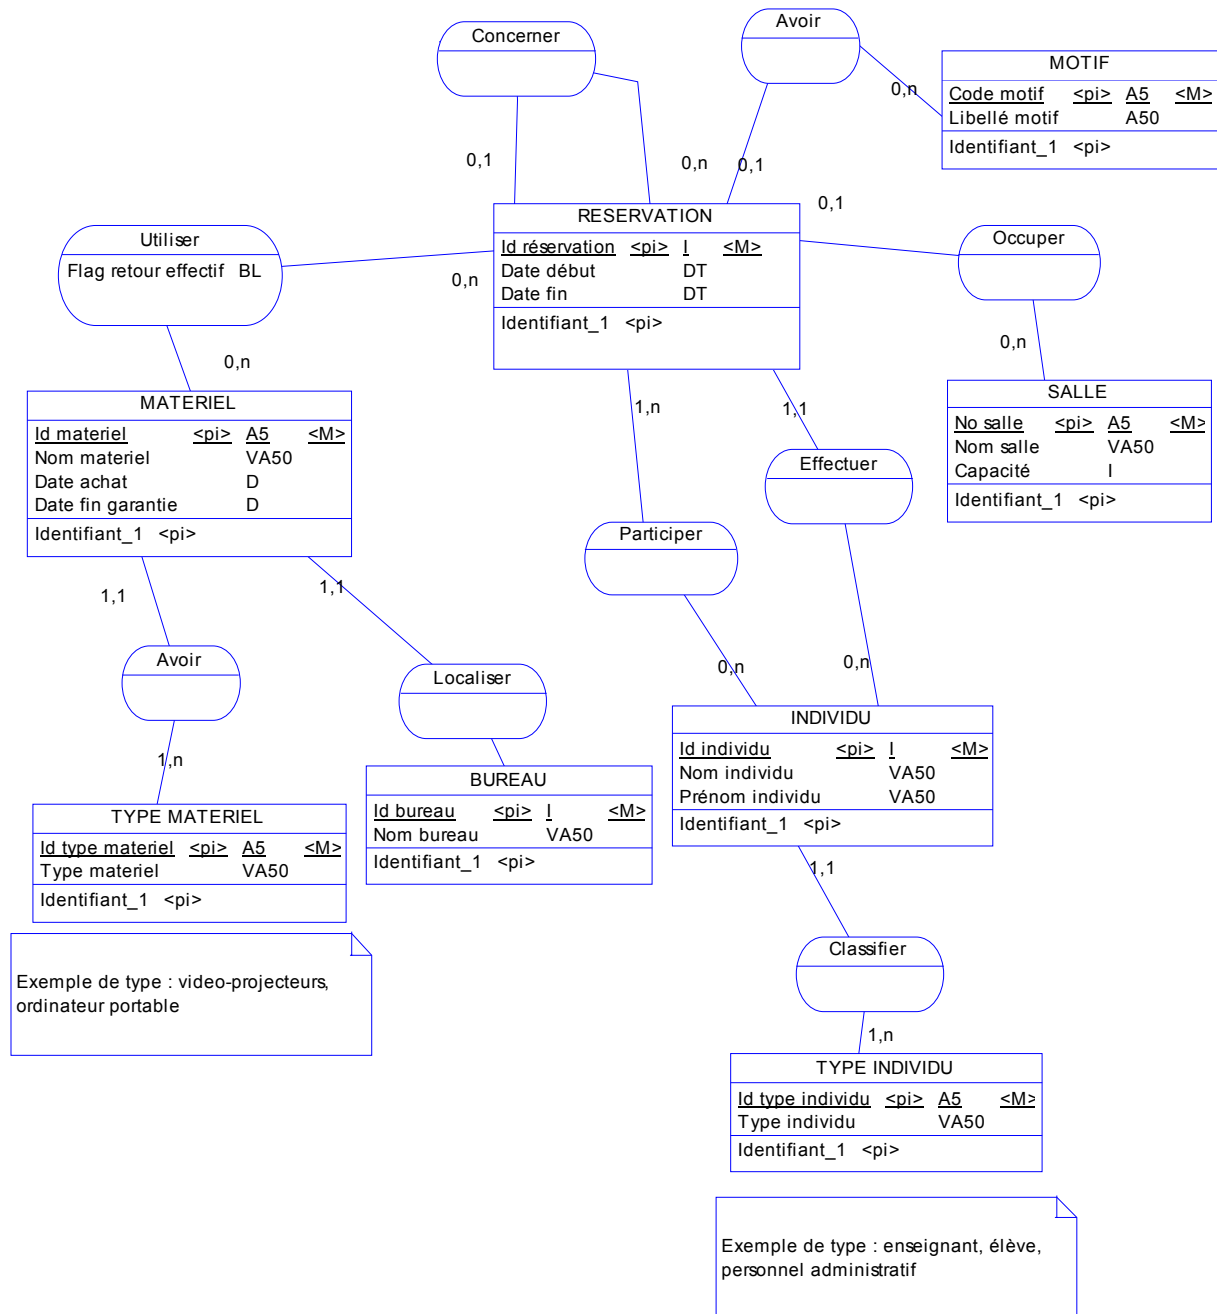 Concerner
Avoir
0,n
MOTIF
Code motif <pi> A5 <M>
Libellé motif A50
Identifiant_1 <pi>
0,1
0,n
0,1
0,1
Utiliser
Flag retour effectif BL
0,n
RESERVATION
Id réservation <pi> I <M>
Date début DT
Date fin DT
Identifiant_1 <pi>
Occuper
0,n
0,n
MATERIEL
Id materiel <pi> A5 <M>
Nom materiel VA50
Date achat D
Date fin garantie D
Identifiant_1 <pi>
1,n
1,1
SALLE
No salle <pi> A5 <M>
Nom salle VA50
Capacité I
Identifiant_1 <pi>
Effectuer
Participer
1,1
1,1
Avoir
Localiser
0,n
0,n
1,n
INDIVIDU
Id individu <pi> I <M>
Nom individu VA50
Prénom individu VA50
Identifiant_1 <pi>
BUREAU
Id bureau <pi> I <M>
Nom bureau VA50
Identifiant_1 <pi>
TYPE MATERIEL
Id type materiel <pi> A5 <M>
Type materiel VA50
Identifiant_1 <pi>
1,1
Classifier
Exemple de type : video-projecteurs,
ordinateur portable
1,n
TYPE INDIVIDU
Id type individu <pi> A5 <M>
Type individu VA50
Identifiant_1 <pi>
Exemple de type : enseignant, élève,
personnel administratif